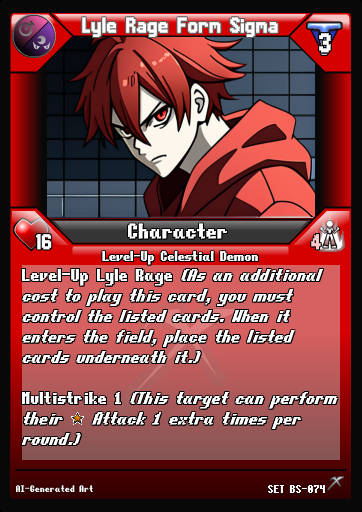 Lyle Rage Form Sigma
3
Character
16
4
Level-Up Celestial Demon
Level-Up Lyle Rage (As an additional
cost to play this card, you must
control the listed cards. When it
enters the field, place the listed
cards underneath it.)
Multistrike 1 (This target can perform
their Attack 1 extra times per
round.)
AI-Generated Art
SET BS-074